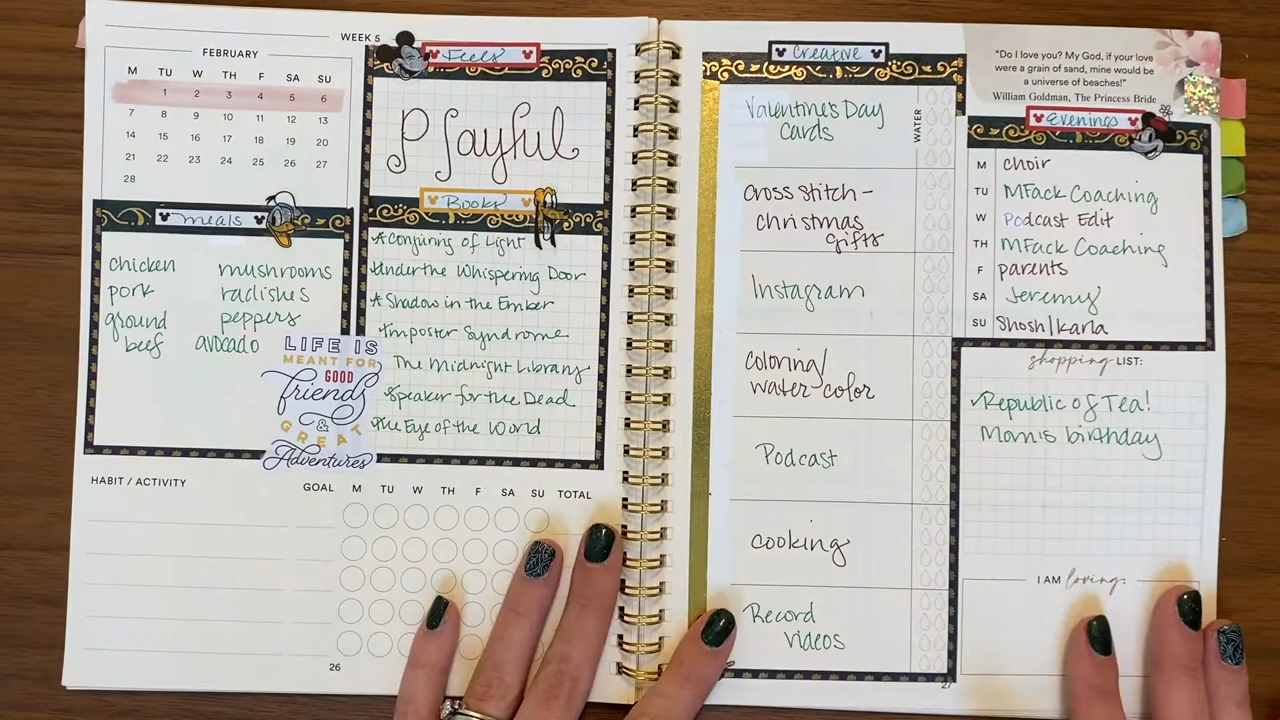 WEEK 5
FEBRUARY
M TU W TH F SA SU
1 2 3 4 5 6
7 8 9 10 11 12 13
14 15 16 17 18 19 20
21 22 23 24 25 26 27
28
meals
chicken mushrooms
pork radishes
ground peppers
beef avocado
LIFE IS
MEANT FOR
GOOD
friends
&
GREAT
Adventures
Feels
Playful
Books
A Conjuring of Light
Under the Whispering Door
A Shadow in the Ember
Imposter Syndrome
The Midnight Library
Speaker for the Dead
The Eye of the World
HABIT / ACTIVITY GOAL M TU W TH F SA SU TOTAL
26
Creative
WATER
Valentine's Day
Cards
Cross Stitch -
Christmas
gifts
Instagram
coloring/
water color
Podcast
cooking
Record
videos
"Do I love you? My God, if your love
were a grain of sand, mine would be
a universe of beaches!"
William Goldman, The Princess Bride
Evenings
M choir
TU MFack Coaching
W Podcast Edit
TH MFack Coaching
F parents
SA Jeremy
SU Shosh/Karla
shopping LIST:
Republic of Tea!
Mom's birthday
I AM loving:
27